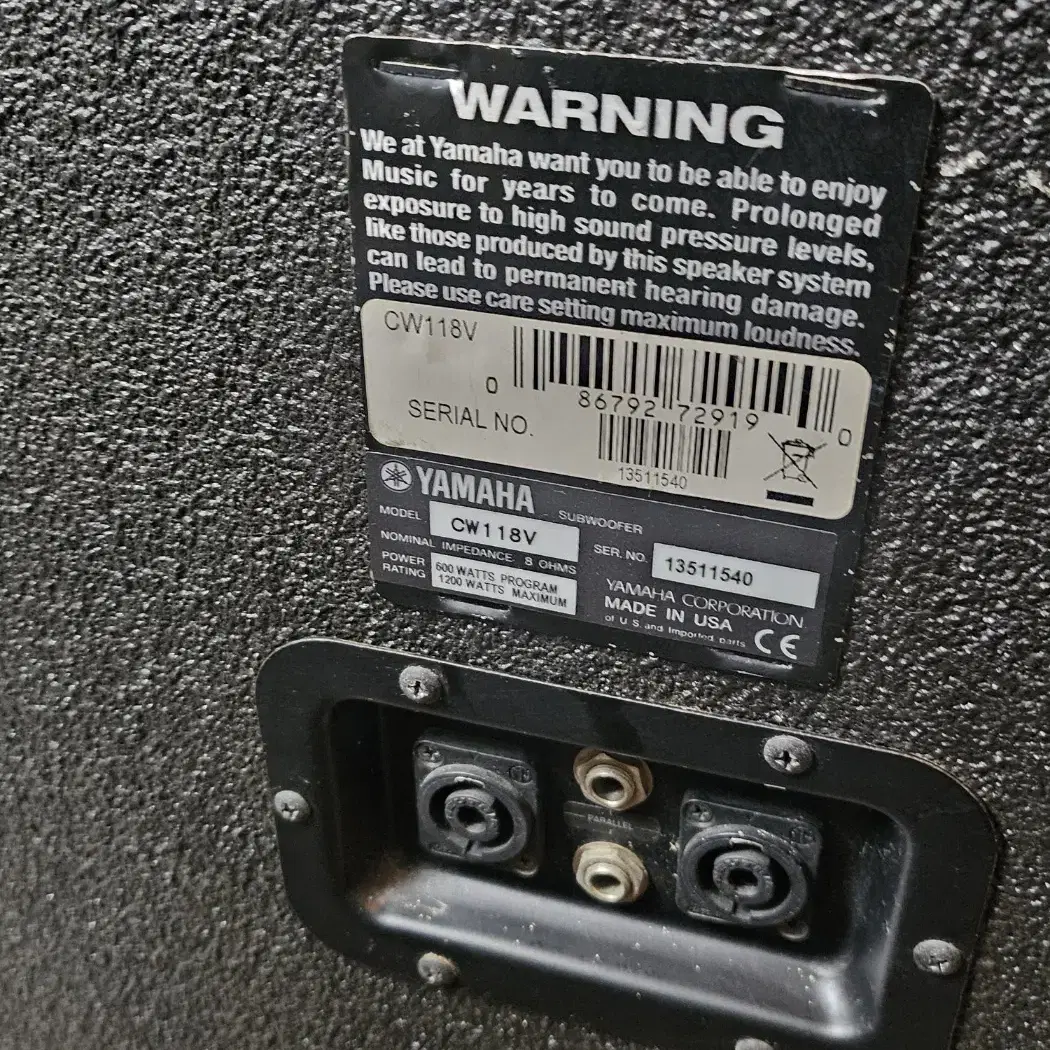 WARNING
We at Yamaha want you to be able to enjoy
Music for years to come. Prolonged
exposure to high sound pressure levels,
like those produced by this speaker system
can lead to permanent hearing damage.
Please use care setting maximum loudness.
CW118V
0 86792 72919 0
SERIAL NO.
13511540
YAMAHA
SUBWOOFER
MODEL CW118V
NOMINAL IMPEDANCE 8 OHMS
POWER RATING 600 WATTS PROGRAM
1200 WATTS MAXIMUM
SER. NO. 13511540
YAMAHA CORPORATION
MADE IN USA
of U.S. and Imported parts
CE
PARALLEL